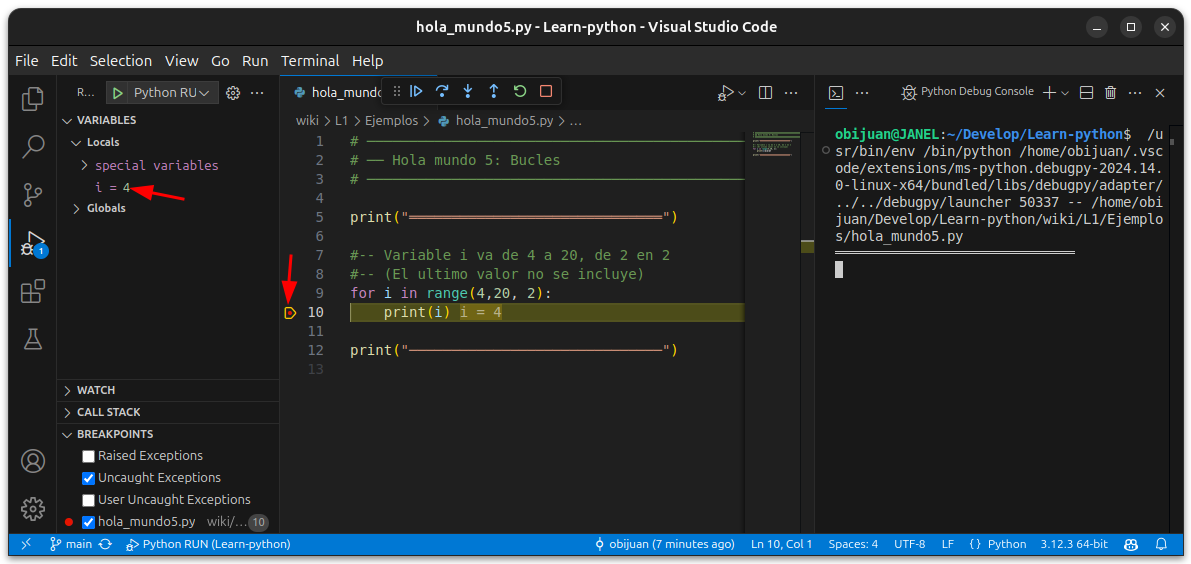 hola_mundo5.py - Learn-python - Visual Studio Code
File Edit Selection View Go Run Terminal Help
R... Python RU
VARIABLES
Locals
special variables
i = 4
Globals
WATCH
CALL STACK
BREAKPOINTS
Raised Exceptions
Uncaught Exceptions
User Uncaught Exceptions
hola_mundo5.py wiki/... 10
1
hola_mundo
wiki > L1 > Ejemplos > hola_mundo5.py > ...
1 # ────────────────────────────────
2 # ── Hola mundo 5: Bucles
3 # ────────────────────────────────
4
5 print("══════════════════════════════")
6
7 #-- Variable i va de 4 a 20, de 2 en 2
8 #-- (El ultimo valor no se incluye)
9 for i in range(4,20, 2):
10 print(i) i = 4
11
12 print("──────────────────────────────")
13
Python Debug Console
obijuan@JANEL:~/Develop/Learn-python$ /u
sr/bin/env /bin/python /home/obijuan/.vsc
ode/extensions/ms-python.debugpy-2024.14.
0-linux-x64/bundled/libs/debugpy/adapter/
../../debugpy/launcher 50337 -- /home/obi
juan/Develop/Learn-python/wiki/L1/Ejemplo
s/hola_mundo5.py
══════════════════════════════
main Python RUN (Learn-python) obijuan (7 minutes ago) Ln 10, Col 1 Spaces: 4 UTF-8 LF {} Python 3.12.3 64-bit